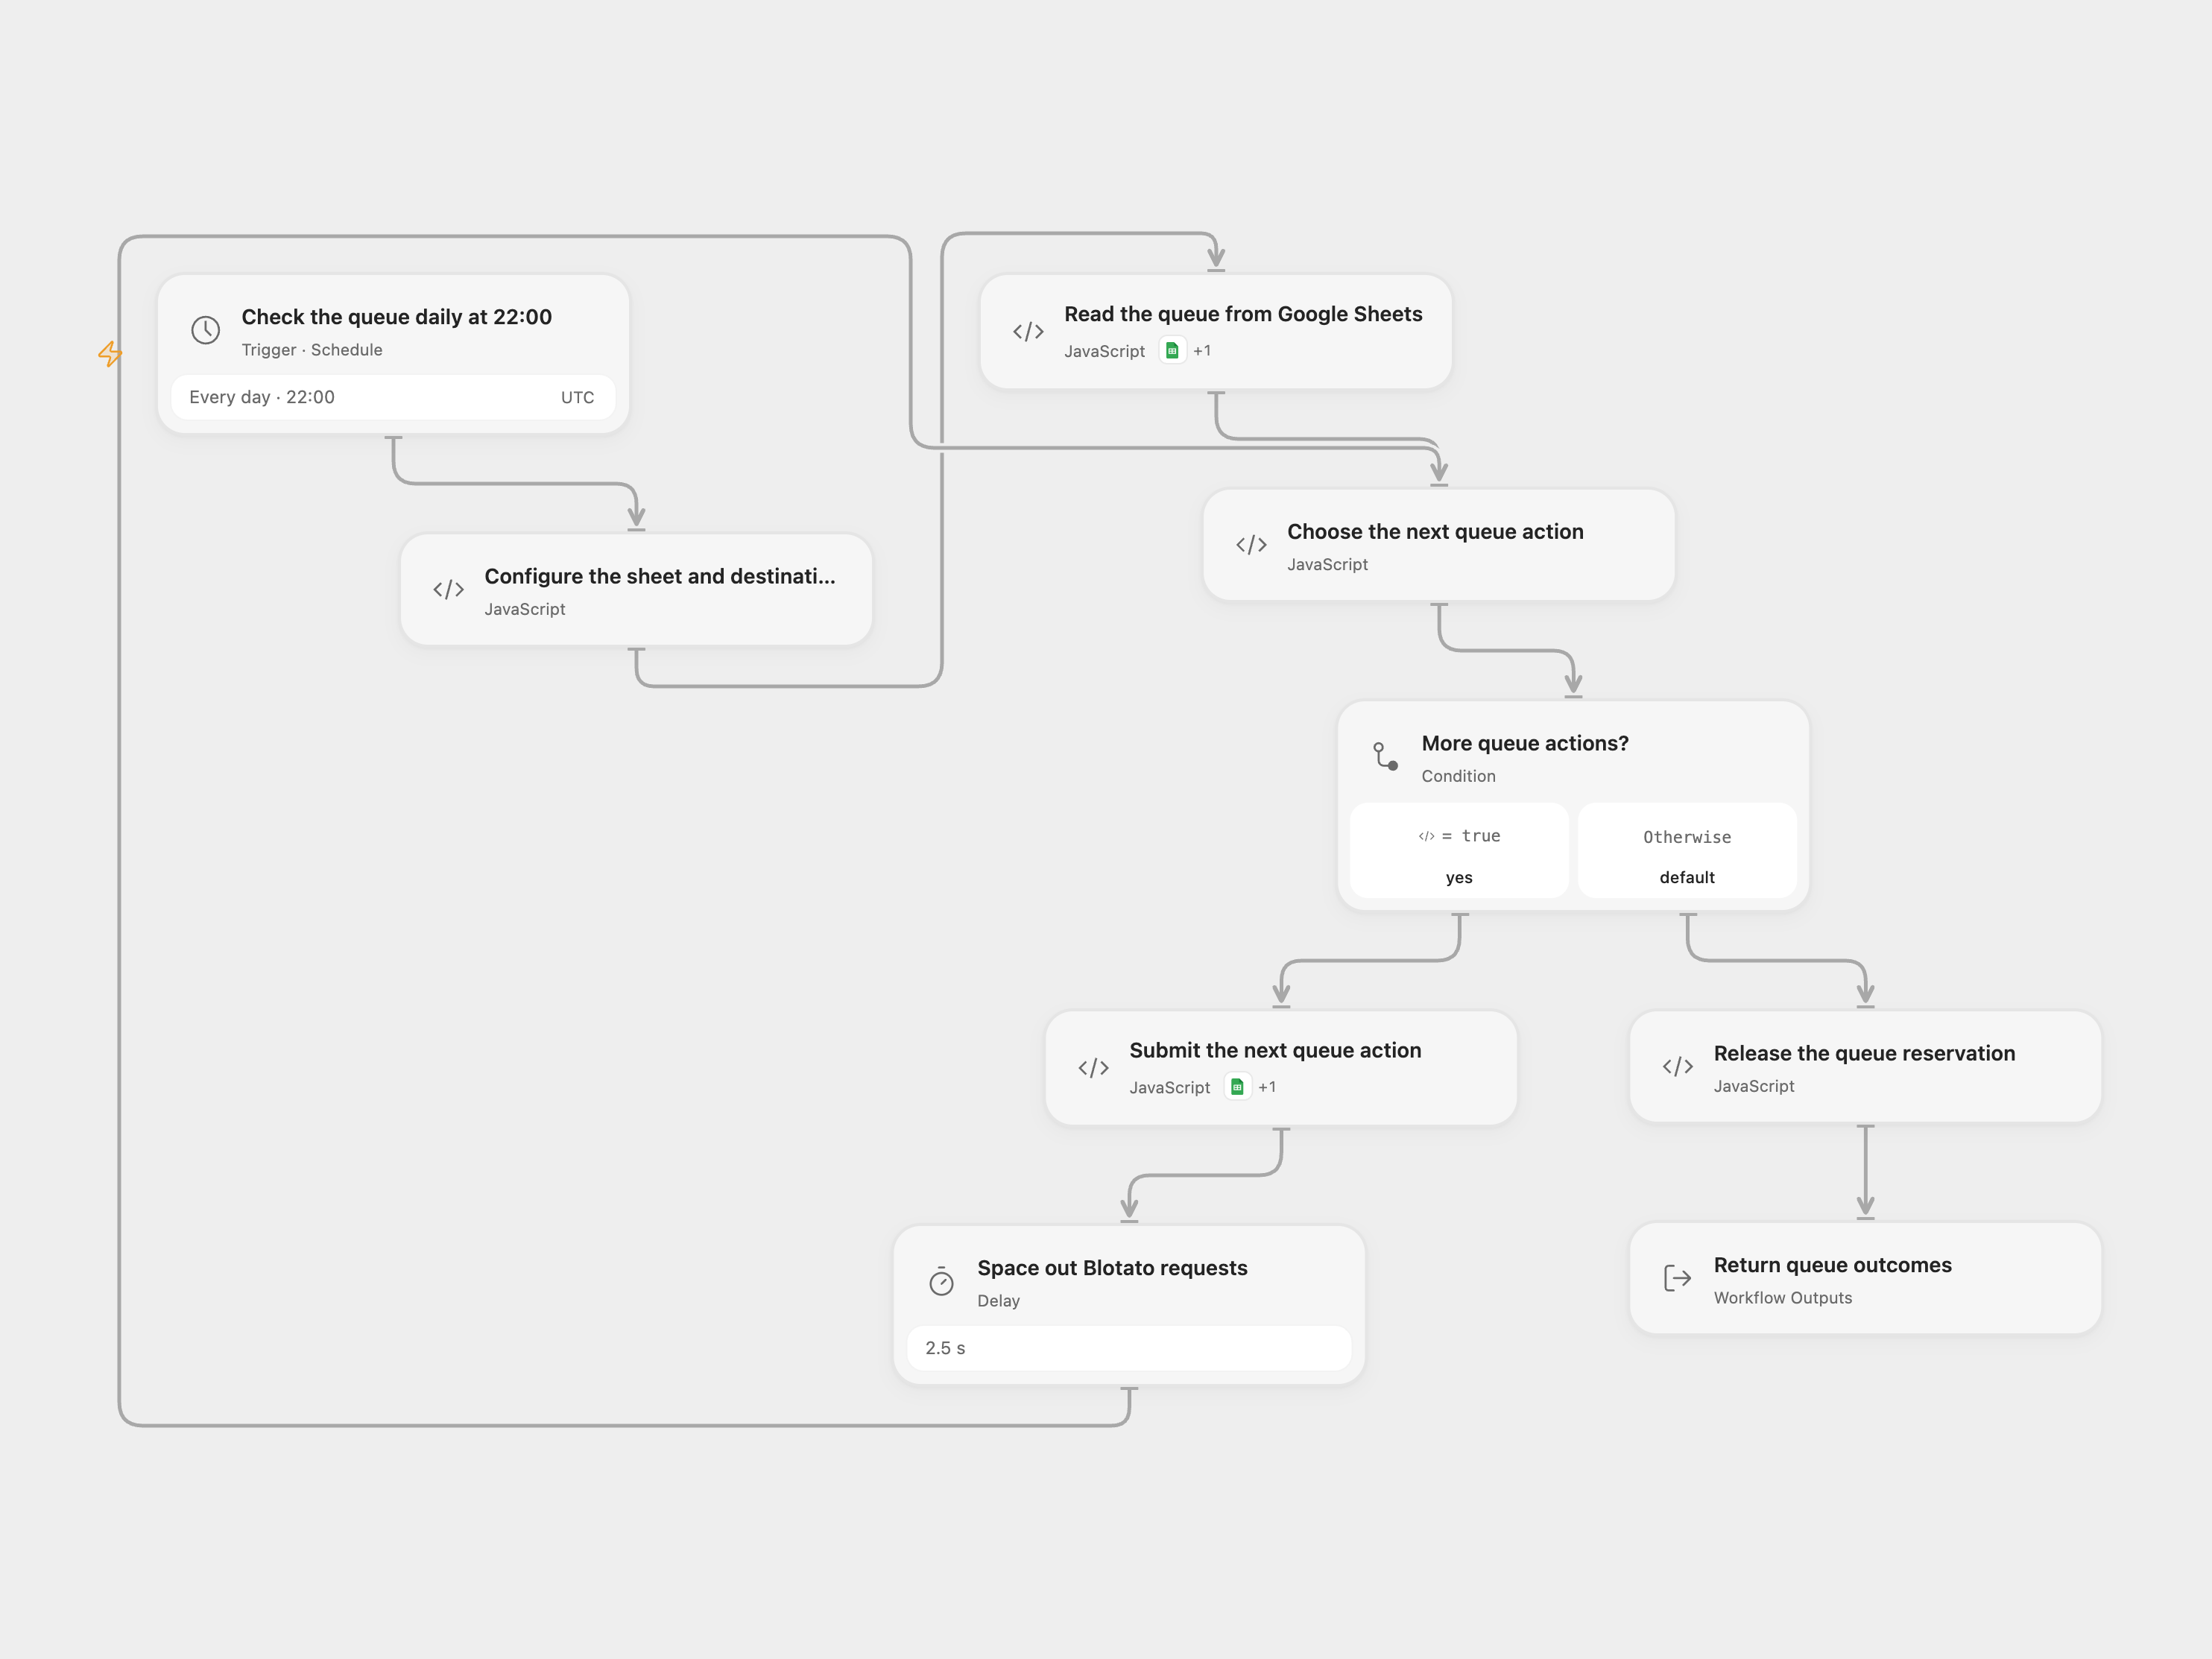 Check the queue daily at 22:00
Trigger · Schedule
Every day · 22:00 UTC
Configure the sheet and destinati...
JavaScript
Read the queue from Google Sheets
JavaScript +1
Choose the next queue action
JavaScript
More queue actions?
Condition
</> = true
yes
Otherwise
default
Submit the next queue action
JavaScript +1
Release the queue reservation
JavaScript
Space out Blotato requests
Delay
2.5 s
Return queue outcomes
Workflow Outputs